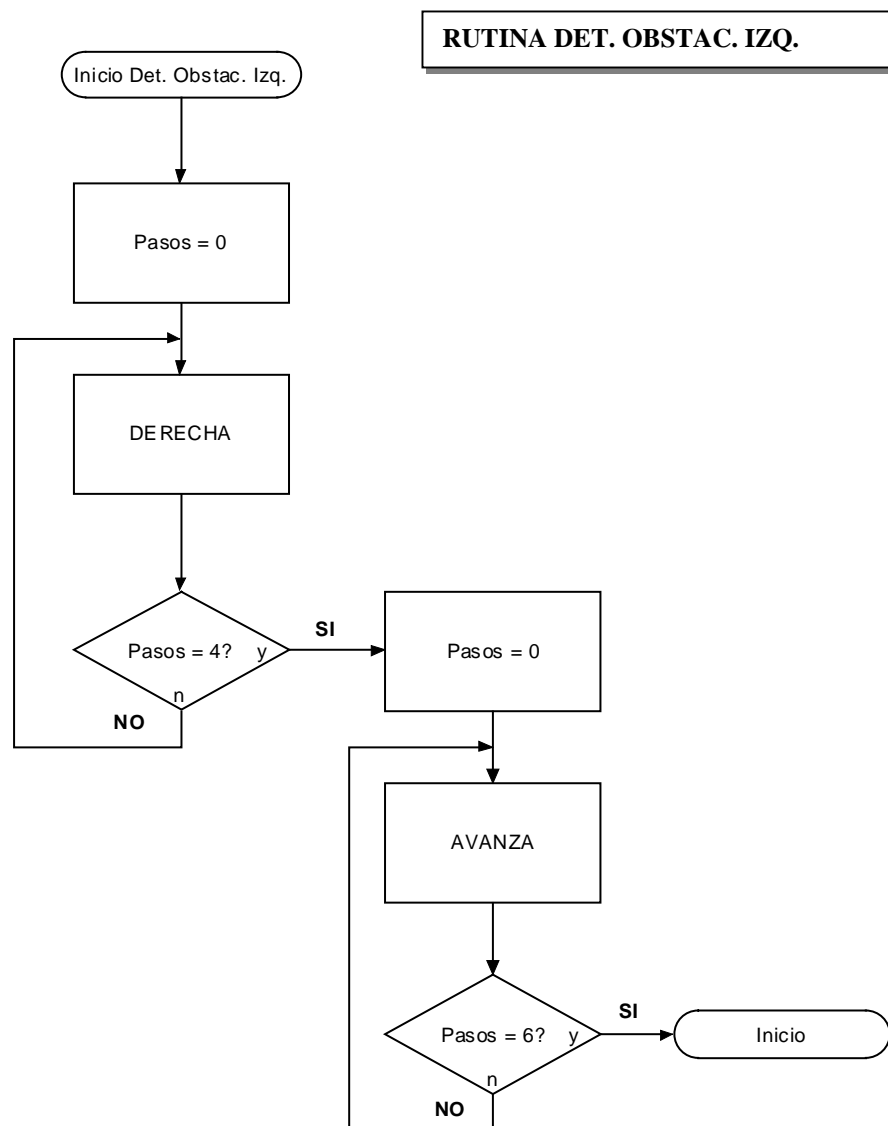 RUTINA DET. OBSTAC. IZQ.
Inicio Det. Obstac. Izq.
Pasos = 0
DERECHA
Pasos = 4?
y
n
SI
NO
Pasos = 0
AVANZA
Pasos = 6?
y
n
SI
NO
Inicio